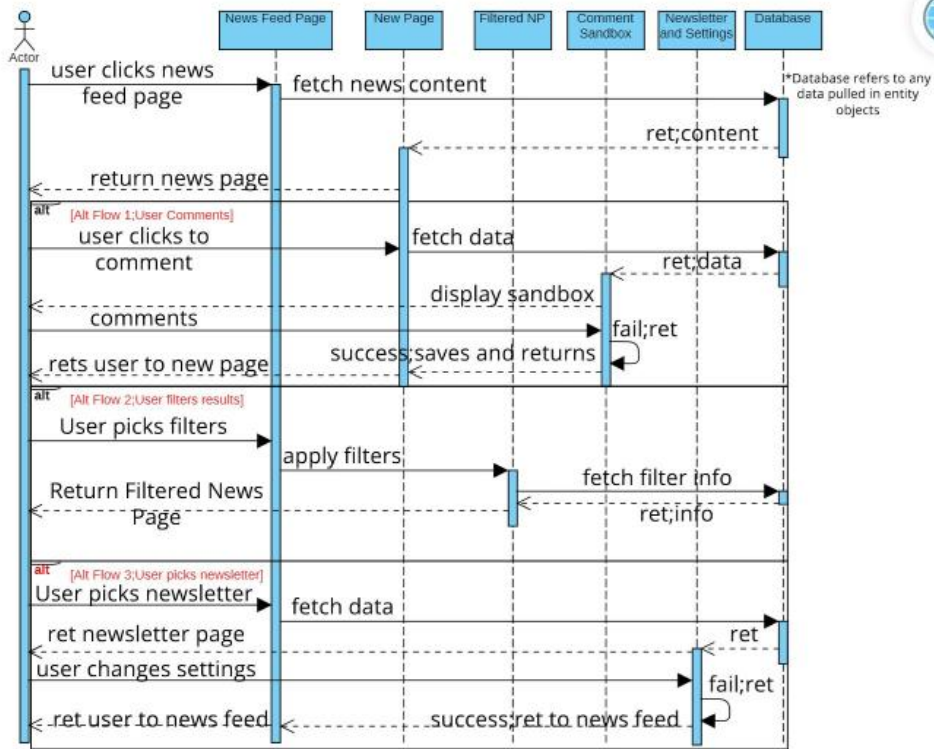 News Feed Page
New Page
Filtered NP
Comment
Sandbox
Newsletter
and Settings
Database
Actor
*Database refers to any
data pulled in entity
objects
user clicks news
feed page
fetch news content
ret;content
return news page
alt
[Alt Flow 1;User Comments]
user clicks to
comment
fetch data
ret;data
display sandbox
comments
fail;ret
success;saves and returns
rets user to new page
alt
[Alt Flow 2;User filters results]
User picks filters
apply filters
fetch filter info
Return Filtered News
Page
ret;info
alt
[Alt Flow 3;User picks newsletter]
User picks newsletter
fetch data
ret
ret newsletter page
user changes settings
fail;ret
success;ret to news feed
ret user to news feed